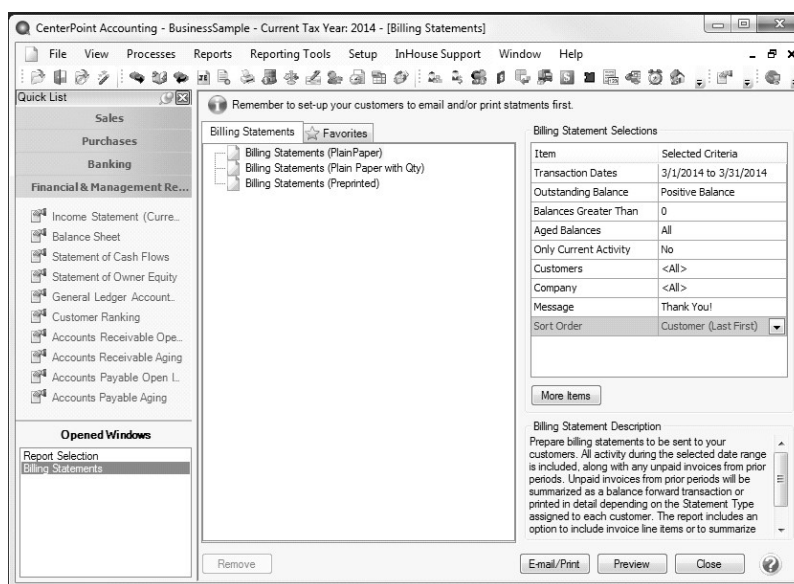 CenterPoint Accounting - BusinessSample - Current Tax Year: 2014 - [Billing Statements]
File View Processes Reports Reporting Tools Setup InHouse Support Window Help
Quick List
Sales
Purchases
Banking
Financial & Management Re...
Income Statement (Curre..
Balance Sheet
Statement of Cash Flows
Statement of Owner Equity
General Ledger Account..
Customer Ranking
Accounts Receivable Ope..
Accounts Receivable Aging
Accounts Payable Open I..
Accounts Payable Aging
Opened Windows
Report Selection
Billing Statements
Remember to set-up your customers to email and/or print statments first.
Billing Statements Favorites
Billing Statements (PlainPaper)
Billing Statements (Plain Paper with Qty)
Billing Statements (Preprinted)
Remove
Billing Statement Selections
Item Selected Criteria
Transaction Dates 3/1/2014 to 3/31/2014
Outstanding Balance Positive Balance
Balances Greater Than 0
Aged Balances All
Only Current Activity No
Customers <All>
Company <All>
Message Thank You!
Sort Order Customer (Last First)
More Items
Billing Statement Description
Prepare billing statements to be sent to your
customers. All activity during the selected date range
is included, along with any unpaid invoices from prior
periods. Unpaid invoices from prior periods will be
summarized as a balance forward transaction or
printed in detail depending on the Statement Type
assigned to each customer. The report includes an
option to include invoice line items or to summarize
E-mail/Print Preview Close